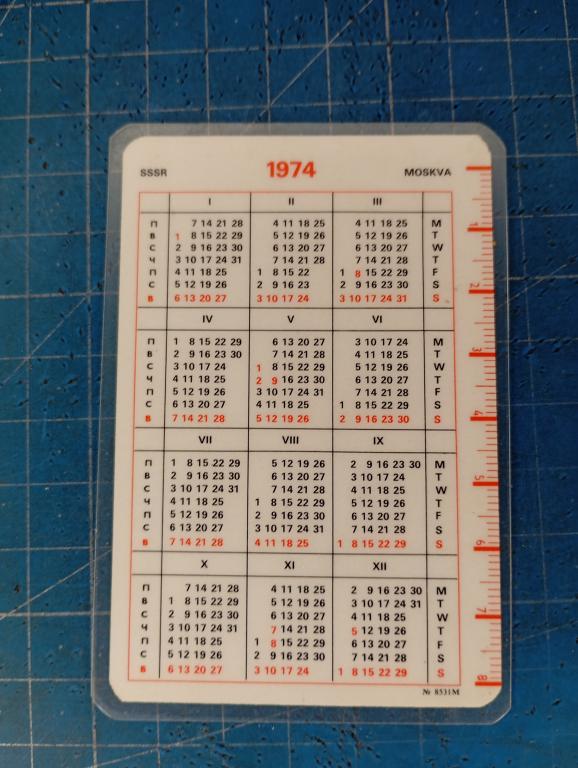 SSSR 1974 MOSKVA
I II III
П 7 14 21 28 4 11 18 25 4 11 18 25 M
В 1 8 15 22 29 5 12 19 26 5 12 19 26 T
С 2 9 16 23 30 6 13 20 27 6 13 20 27 W
Ч 3 10 17 24 31 7 14 21 28 7 14 21 28 T
П 4 11 18 25 1 8 15 22 1 8 15 22 29 F
С 5 12 19 26 2 9 16 23 2 9 16 23 30 S
В 6 13 20 27 3 10 17 24 3 10 17 24 31 S
IV V VI
П 1 8 15 22 29 6 13 20 27 3 10 17 24 M
В 2 9 16 23 30 7 14 21 28 4 11 18 25 T
С 3 10 17 24 1 8 15 22 29 5 12 19 26 W
Ч 4 11 18 25 2 9 16 23 30 6 13 20 27 T
П 5 12 19 26 3 10 17 24 31 7 14 21 28 F
С 6 13 20 27 4 11 18 25 1 8 15 22 29 S
В 7 14 21 28 5 12 19 26 2 9 16 23 30 S
VII VIII IX
П 1 8 15 22 29 5 12 19 26 2 9 16 23 30 M
В 2 9 16 23 30 6 13 20 27 3 10 17 24 T
С 3 10 17 24 31 7 14 21 28 4 11 18 25 W
Ч 4 11 18 25 1 8 15 22 29 5 12 19 26 T
П 5 12 19 26 2 9 16 23 30 6 13 20 27 F
С 6 13 20 27 3 10 17 24 31 7 14 21 28 S
В 7 14 21 28 4 11 18 25 1 8 15 22 29 S
X XI XII
П 7 14 21 28 4 11 18 25 2 9 16 23 30 M
В 1 8 15 22 29 5 12 19 26 3 10 17 24 31 T
С 2 9 16 23 30 6 13 20 27 4 11 18 25 W
Ч 3 10 17 24 31 7 14 21 28 5 12 19 26 T
П 4 11 18 25 1 8 15 22 29 6 13 20 27 F
С 5 12 19 26 2 9 16 23 30 7 14 21 28 S
В 6 13 20 27 3 10 17 24 1 8 15 22 29 S
№ 8531М
1
2
3
4
5
6
7
8